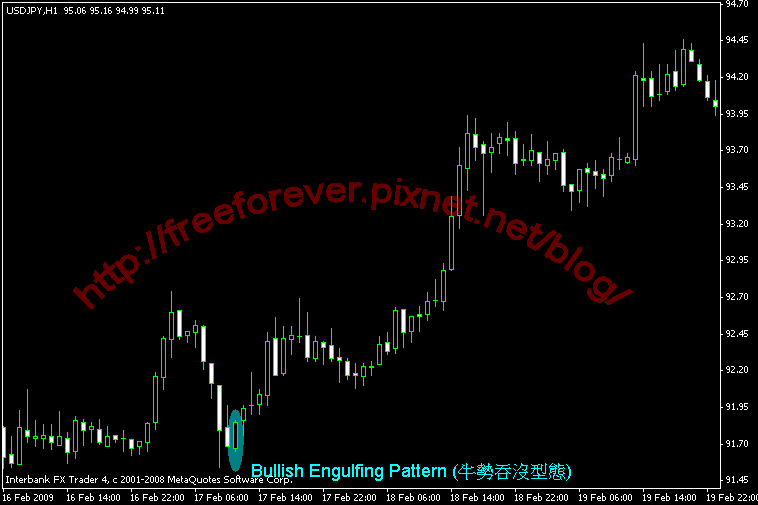 USDJPY,H1 95.06 95.16 94.99 95.11
94.70
94.45
94.20
93.95
93.70
93.45
93.20
92.95
92.70
92.45
92.20
91.95
91.70
91.45
http://freeforever.pixnet.net/blog/
Bullish Engulfing Pattern (牛勢吞沒型態)
Interbank FX Trader 4, c 2001-2008 MetaQuotes Software Corp.
16 Feb 2009 16 Feb 14:00 16 Feb 22:00 17 Feb 06:00 17 Feb 14:00 17 Feb 22:00 18 Feb 06:00 18 Feb 14:00 18 Feb 22:00 19 Feb 06:00 19 Feb 14:00 19 Feb 22:00